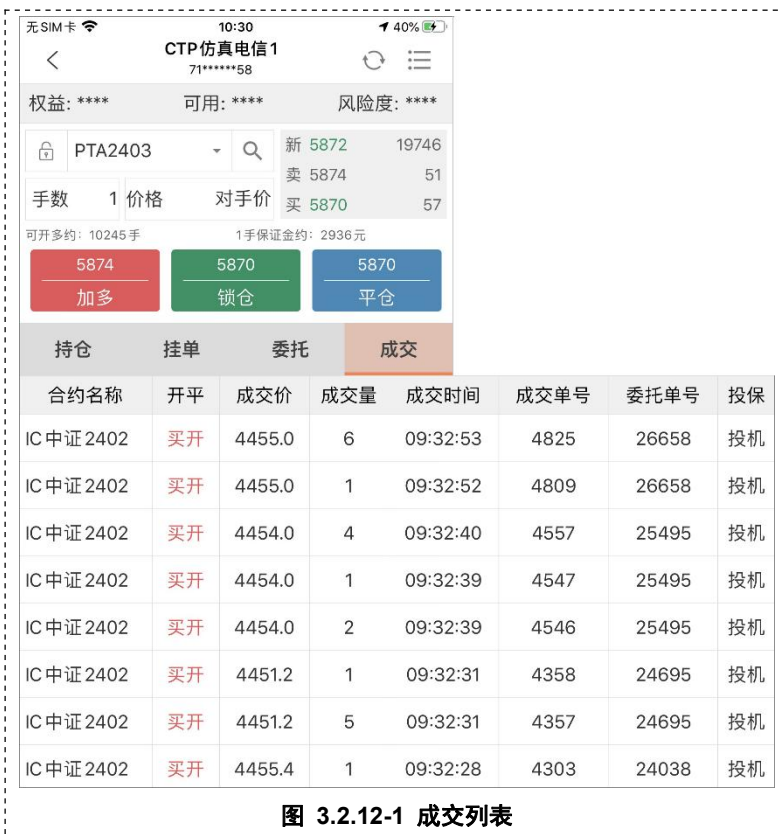 无SIM卡 10:30 40%
CTP仿真电信1
71******58
权益: **** 可用: **** 风险度: ****
PTA2403 新 5872 19746
卖 5874 51
手数 1 价格 对手价 买 5870 57
可开多约: 10245手 1手保证金约: 2936元
5874 5870 5870
加多 锁仓 平仓
持仓 挂单 委托 成交
合约名称 开平 成交价 成交量 成交时间 成交单号 委托单号 投保
IC中证2402 买开 4455.0 6 09:32:53 4825 26658 投机
IC中证2402 买开 4455.0 1 09:32:52 4809 26658 投机
IC中证2402 买开 4454.0 4 09:32:40 4557 25495 投机
IC中证2402 买开 4454.0 1 09:32:39 4547 25495 投机
IC中证2402 买开 4454.0 2 09:32:39 4546 25495 投机
IC中证2402 买开 4451.2 1 09:32:31 4358 24695 投机
IC中证2402 买开 4451.2 5 09:32:31 4357 24695 投机
IC中证2402 买开 4455.4 1 09:32:28 4303 24038 投机
图 3.2.12-1 成交列表